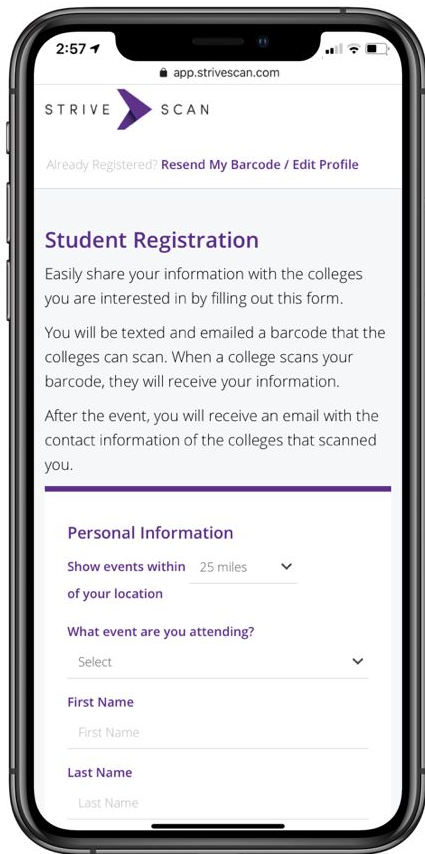 2:57
app.strivescan.com
STRIVE SCAN
Already Registered? Resend My Barcode / Edit Profile
Student Registration
Easily share your information with the colleges
you are interested in by filling out this form.
You will be texted and emailed a barcode that the
colleges can scan. When a college scans your
barcode, they will receive your information.
After the event, you will receive an email with the
contact information of the colleges that scanned
you.
Personal Information
Show events within 25 miles
of your location
What event are you attending?
Select
First Name
First Name
Last Name
Last Name